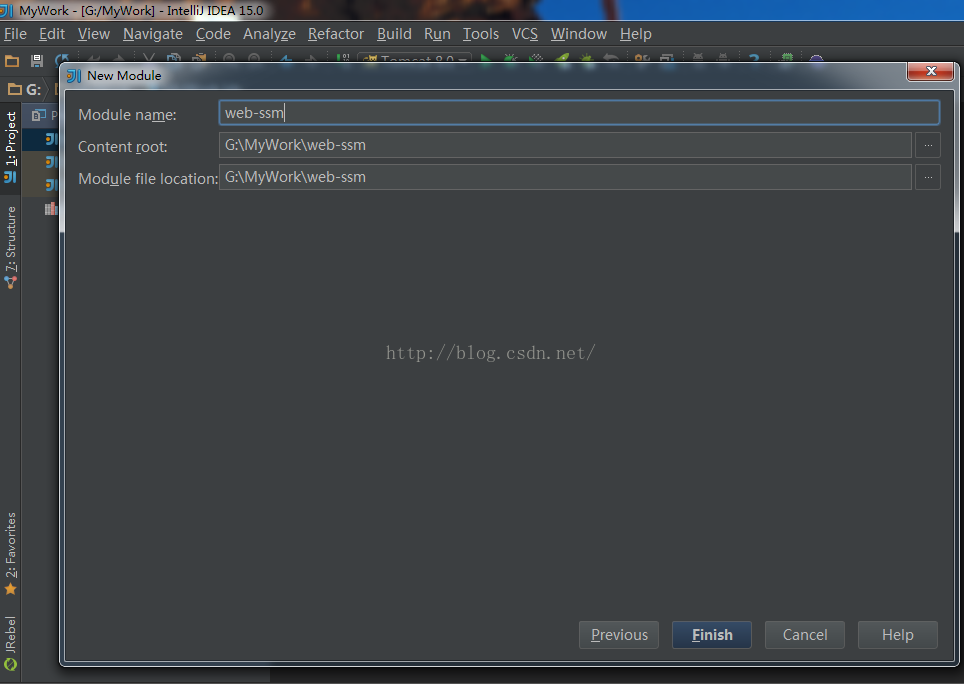 MyWork - [G:/MyWork] - IntelliJ IDEA 15.0
File Edit View Navigate Code Analyze Refactor Build Run Tools VCS Window Help
Tomcat 8.0
G:
New Module
1: Project
P
7: Structure
2: Favorites
JRebel
Module name: web-ssm
Content root: G:\MyWork\web-ssm ...
Module file location: G:\MyWork\web-ssm ...
http://blog.csdn.net/
Previous Finish Cancel Help